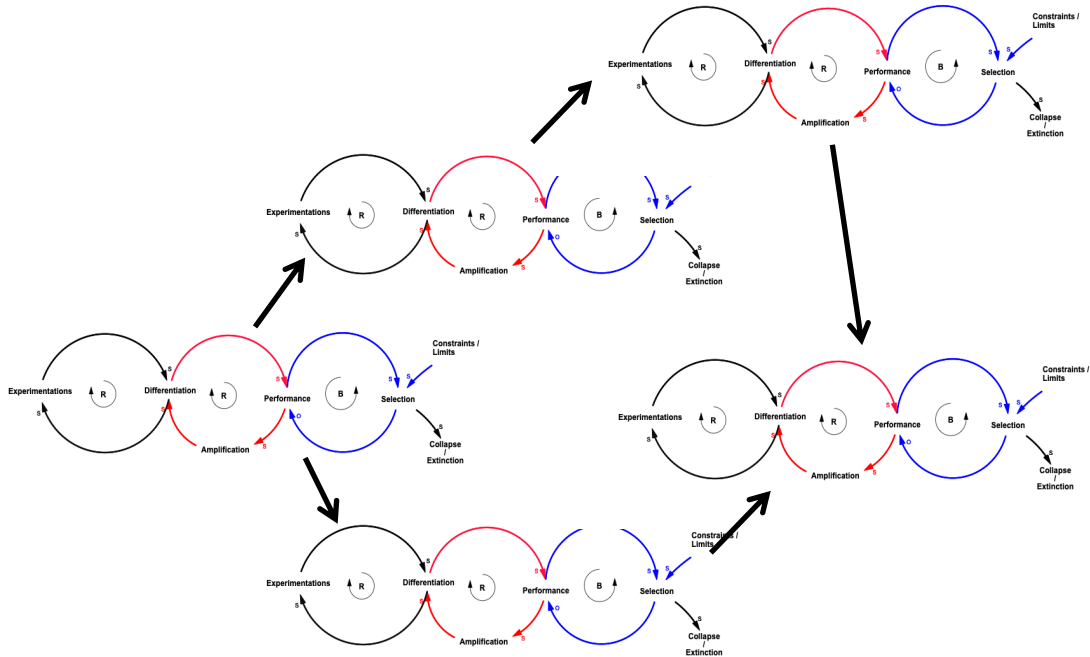 Constraints /
Limits
S
S
S
S
Experimentations
R
Differentiation
R
Performance
B
Selection
S
S
O
S
Amplification
S
Collapse
/
Extinction
S
S
S
S
Experimentations
R
Differentiation
R
Performance
B
Selection
S
S
O
S
Amplification
S
Collapse
/
Extinction
Constraints /
Limits
S
S
S
S
Experimentations
R
Differentiation
R
Performance
B
Selection
S
S
O
S
Amplification
S
Collapse
/
Extinction
Constraints /
Limits
S
S
S
S
Experimentations
R
Differentiation
R
Performance
B
Selection
S
S
O
S
Amplification
S
Collapse
/
Extinction
Constraints /
Limits
S
S
S
S
Experimentations
R
Differentiation
R
Performance
B
Selection
S
S
O
S
Amplification
S
Collapse
/
Extinction